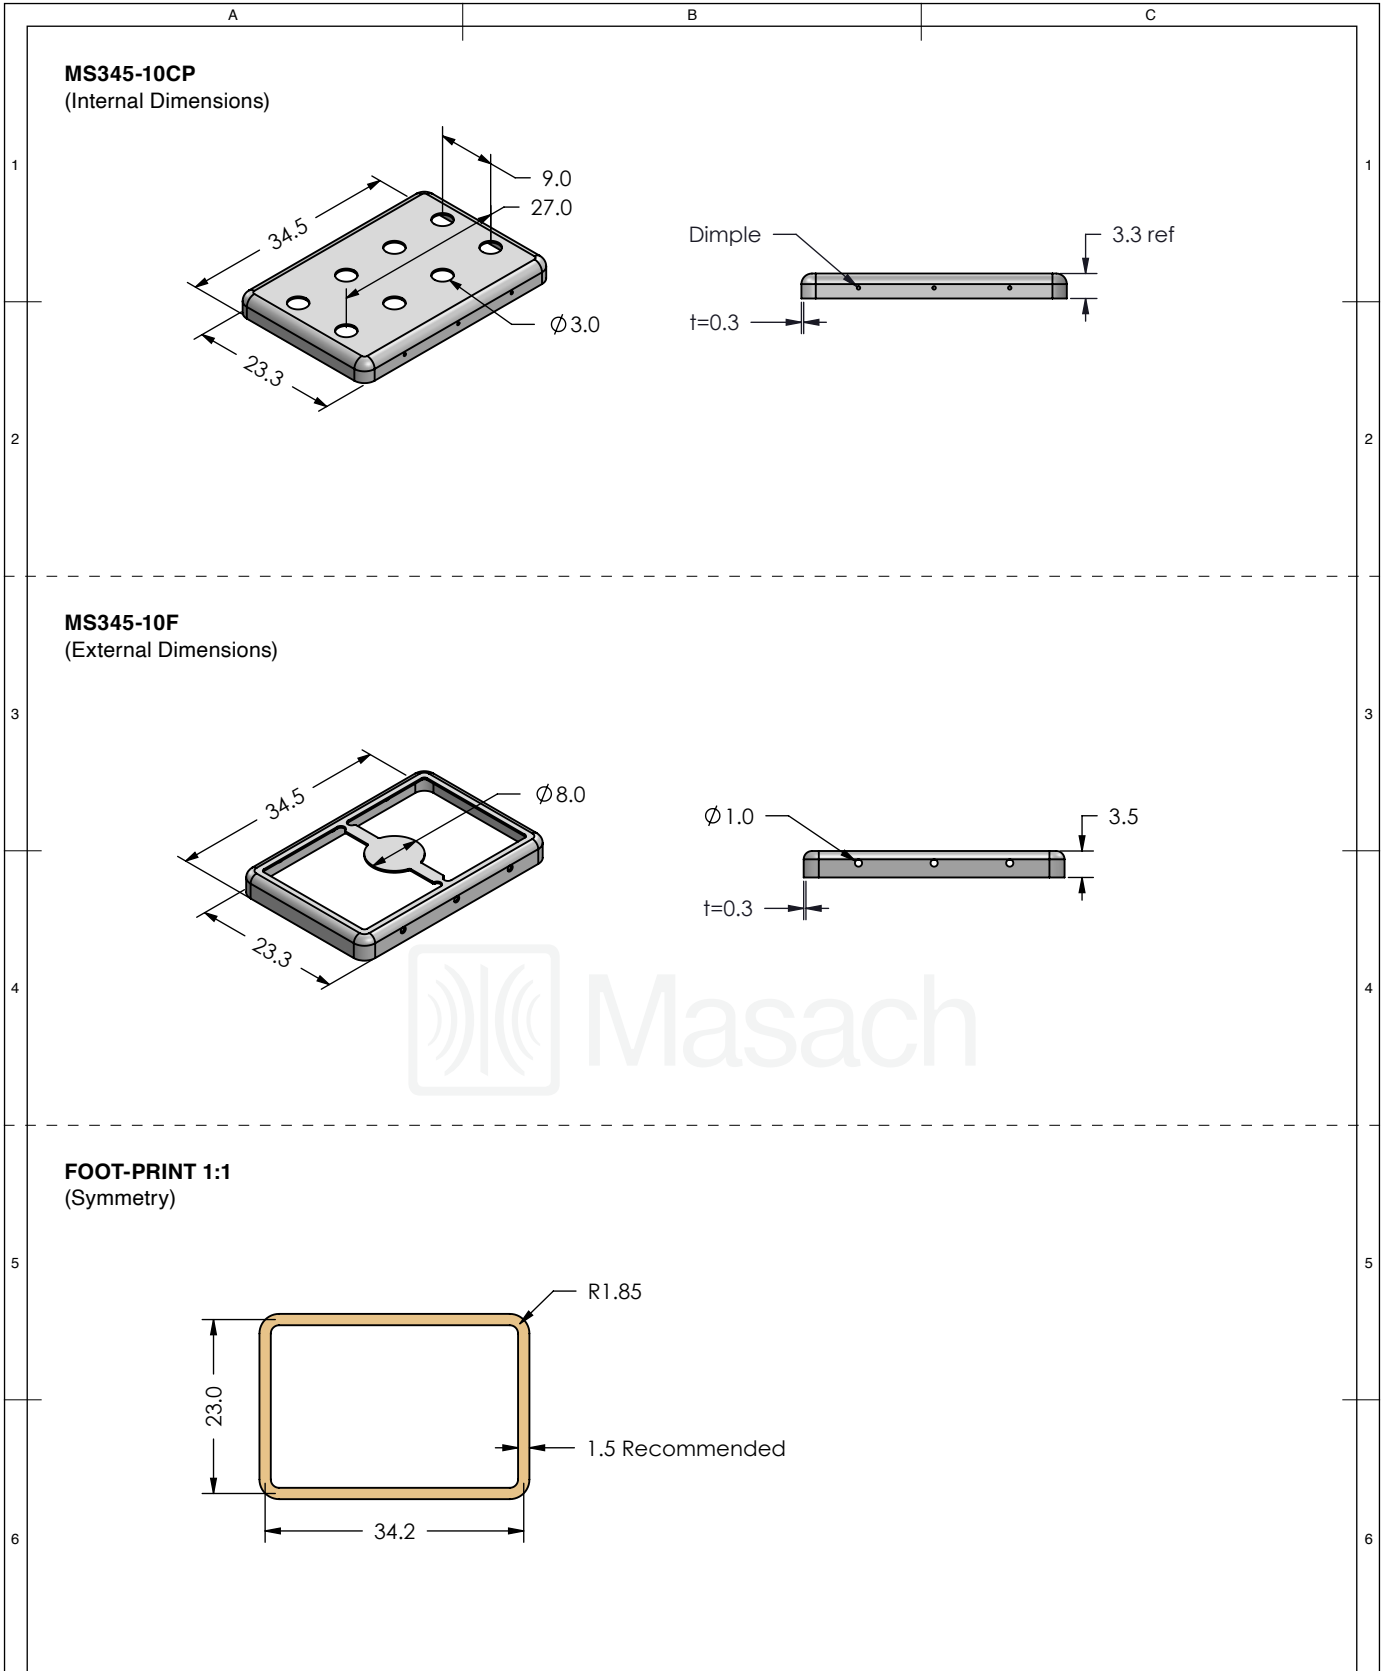 A B C
MS345-10CP
(Internal Dimensions)
1 1
9.0
27.0
34.5
Dimple
3.3 ref
Ø3.0
t=0.3
23.3
2 2
MS345-10F
(External Dimensions)
3 3
34.5
Ø8.0
Ø1.0
3.5
t=0.3
23.3
4 4
Masach
FOOT-PRINT 1:1
(Symmetry)
5 5
R1.85
23.0
1.5 Recommended
34.2
6 6